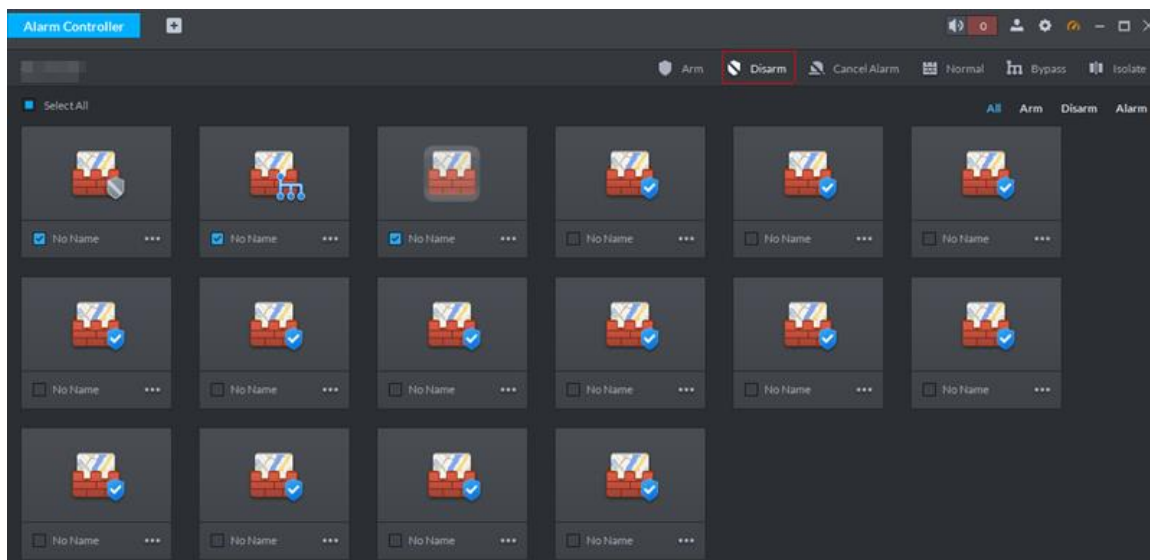 Alarm Controller
0
Arm Disarm Cancel Alarm Normal Bypass Isolate
Select All
All Arm Disarm Alarm
No Name No Name No Name No Name No Name No Name
No Name No Name No Name No Name No Name No Name
No Name No Name No Name No Name